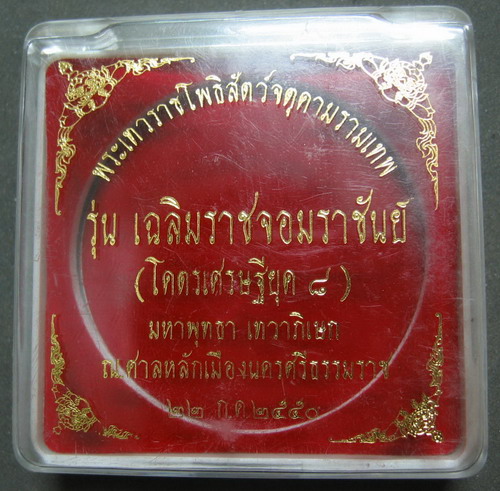 พระเทวราชโพธิสัตว์จตุคามรามเทพ
รุ่น เฉลิมราชจอมราชันย์
(โคตรเศรษฐียุค ๘)
มหาพุทธา เทวาภิเษก
ณ.ศาลหลักเมืองนครศรีธรรมราช
๒๒ ก.ค.๒๕๕๐